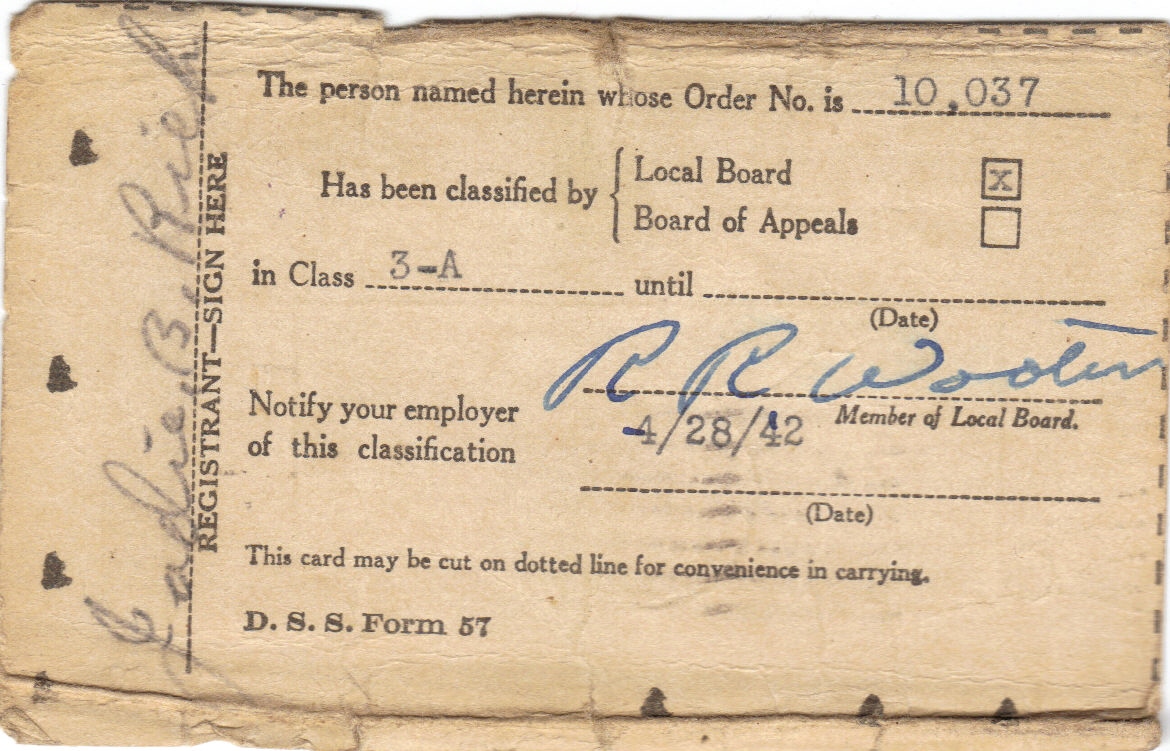 The person named herein whose Order No. is 10,037
Has been classified by { Local Board [X]
Board of Appeals [ ]
in Class 3-A until
(Date)
R R Wooten
Member of Local Board.
Notify your employer
of this classification
4/28/42
(Date)
This card may be cut on dotted line for convenience in carrying.
D. S. S. Form 57
REGISTRANT—SIGN HERE
B. Rich